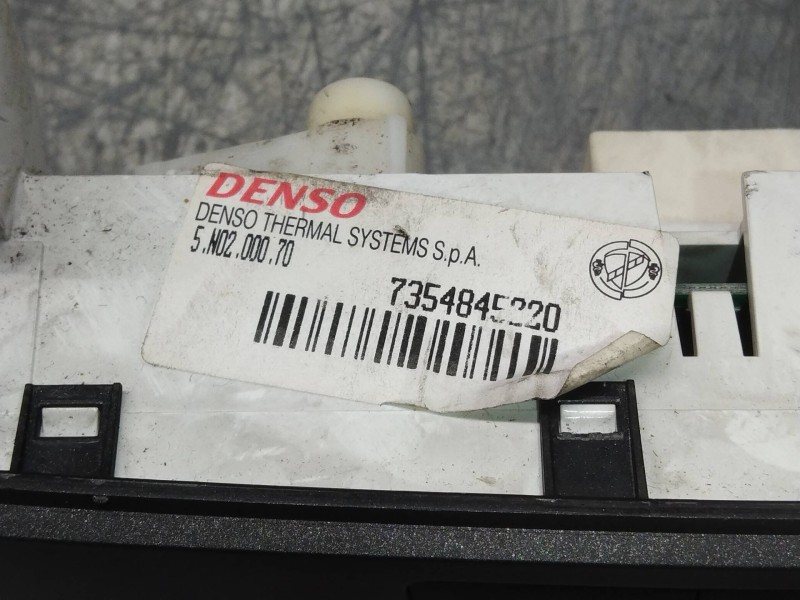 DENSO
DENSO THERMAL SYSTEMS S.p.A.
5.N02.000.70
7354845220